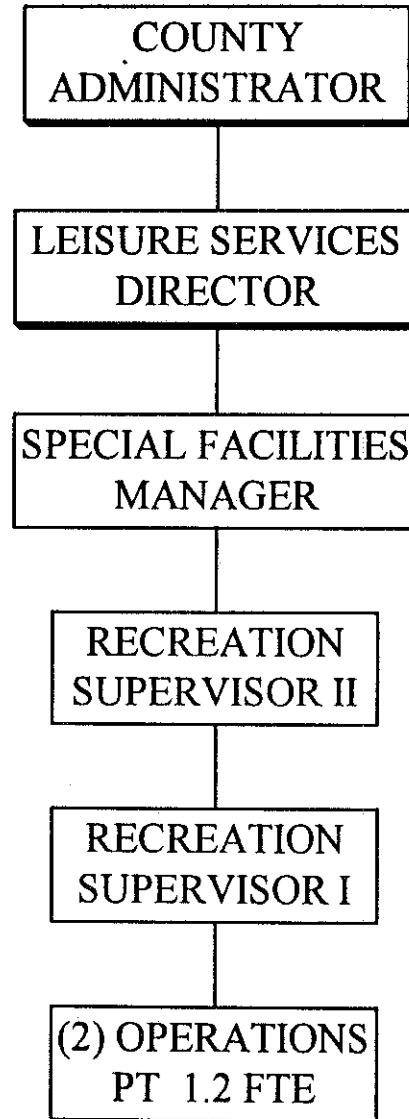 COUNTY
ADMINISTRATOR
LEISURE SERVICES
DIRECTOR
SPECIAL FACILITIES
MANAGER
RECREATION
SUPERVISOR II
RECREATION
SUPERVISOR I
(2) OPERATIONS
PT 1.2 FTE